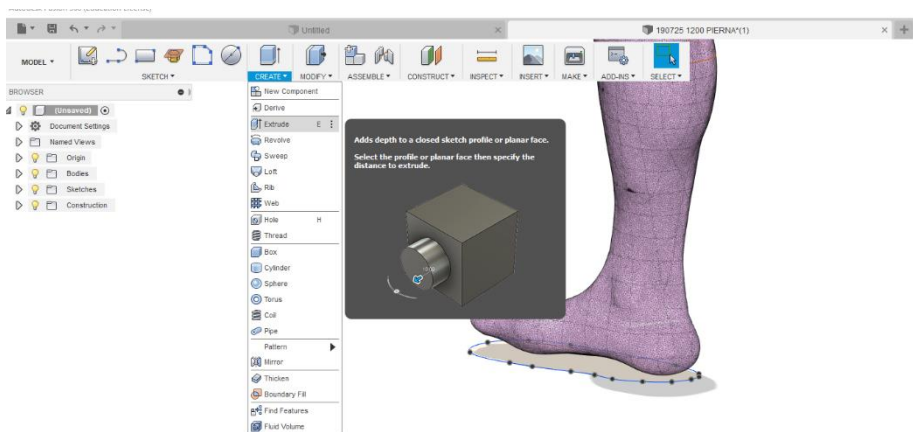 Untitled
190725 1200 PIERNA*(1)
MODEL
SKETCH
CREATE
MODIFY
ASSEMBLE
CONSTRUCT
INSPECT
INSERT
MAKE
ADD-INS
SELECT
BROWSER
(Unsaved)
Document Settings
Named Views
Origin
Bodies
Sketches
Construction
New Component
Derive
Extrude E
Revolve
Sweep
Loft
Rib
Web
Hole H
Thread
Box
Cylinder
Sphere
Torus
Coil
Pipe
Pattern
Mirror
Thicken
Boundary Fill
Find Features
Fluid Volume
Adds depth to a closed sketch profile or planar face.
Select the profile or planar face then specify the
distance to extrude.